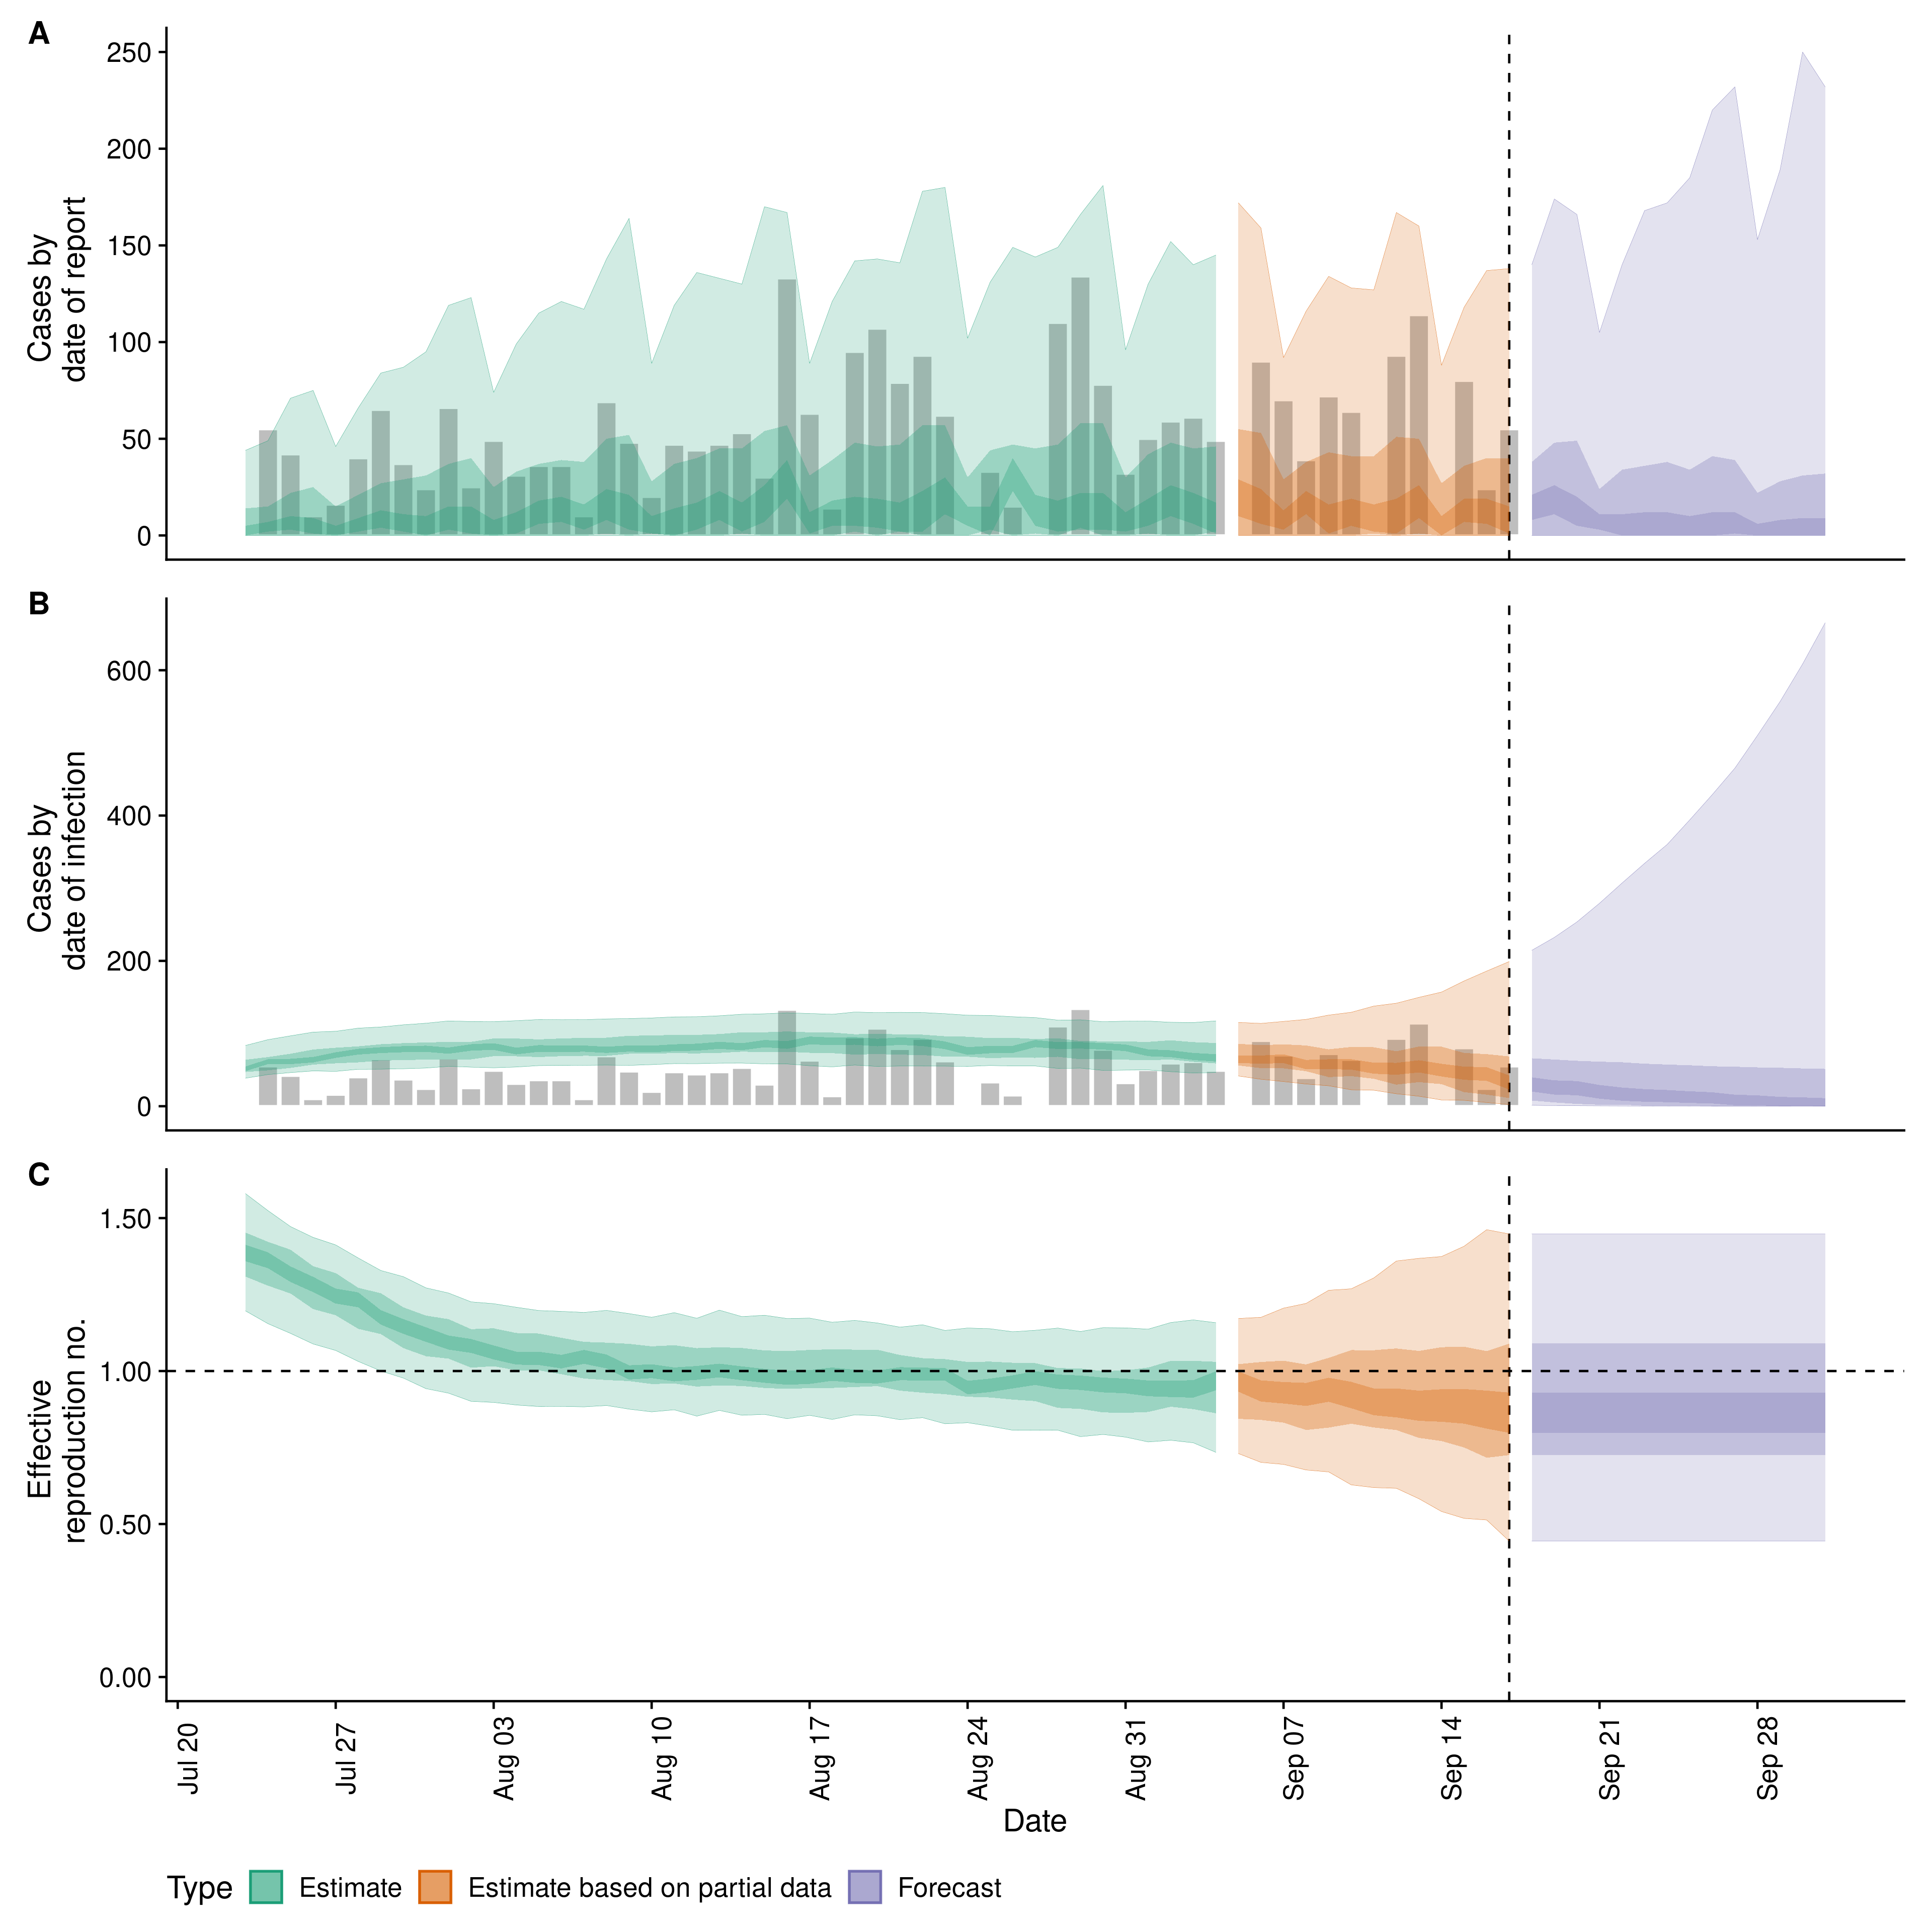 A
250
200
150
100
50
0
Cases by
date of report
B
600
400
200
0
Cases by
date of infection
C
1.50
1.00
0.50
0.00
Effective
reproduction no.
Jul 20
Jul 27
Aug 03
Aug 10
Aug 17
Aug 24
Aug 31
Sep 07
Sep 14
Sep 21
Sep 28
Date
Type Estimate Estimate based on partial data Forecast